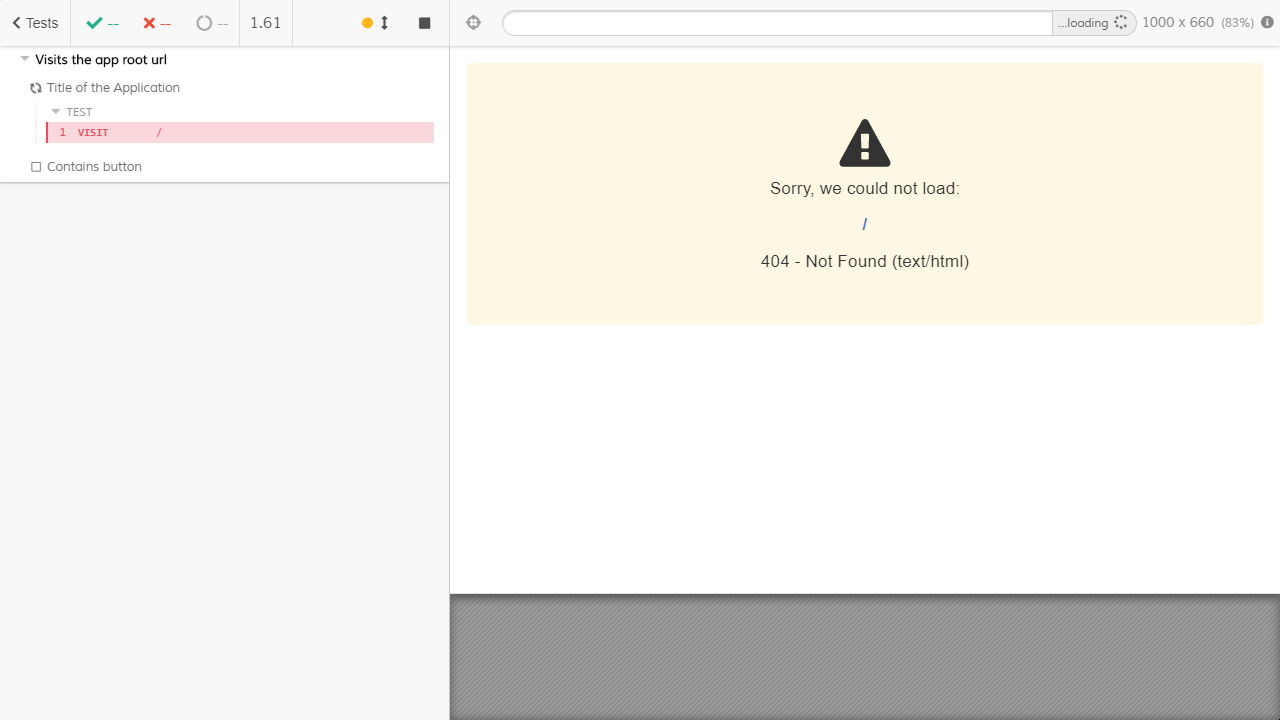 Tests -- -- -- 1.61
...loading 1000 x 660 (83%)
Visits the app root url
Title of the Application
TEST
1 VISIT /
Contains button
Sorry, we could not load:
/
404 - Not Found (text/html)